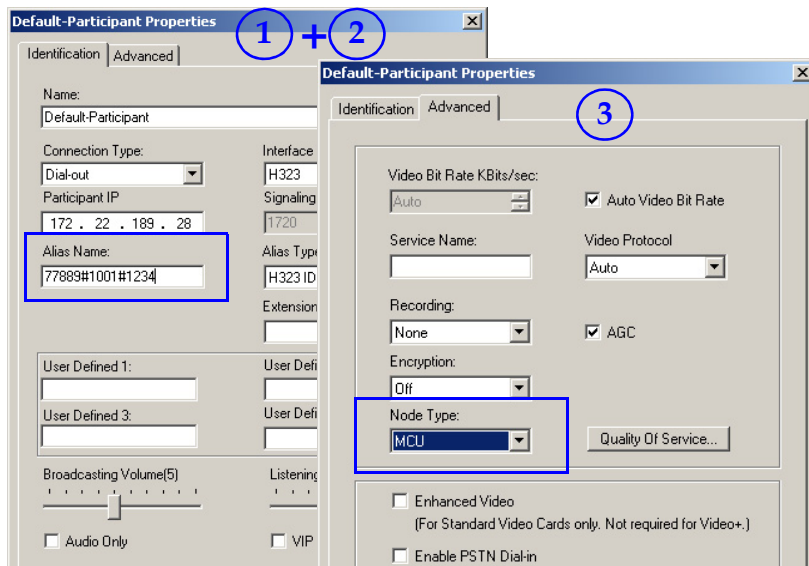 Default-Participant Properties
1 + 2
Identification Advanced
Name:
Default-Participant
Connection Type:
Interface
Dial-out
H323
Participant IP
Signaling
172 . 22 . 189 . 28
1720
Alias Name:
Alias Type
77889#1001#1234
H323 ID
Extension
User Defined 1:
User Defi
User Defined 3:
User Defi
Broadcasting Volume(5)
Listening
Audio Only
VIP
Default-Participant Properties
Identification Advanced
3
Video Bit Rate KBits/sec:
Auto
Auto Video Bit Rate
Service Name:
Video Protocol
Auto
Recording:
None
AGC
Encryption:
Off
Node Type:
MCU
Quality Of Service...
Enhanced Video
(For Standard Video Cards only. Not required for Video+.)
Enable PSTN Dial-in